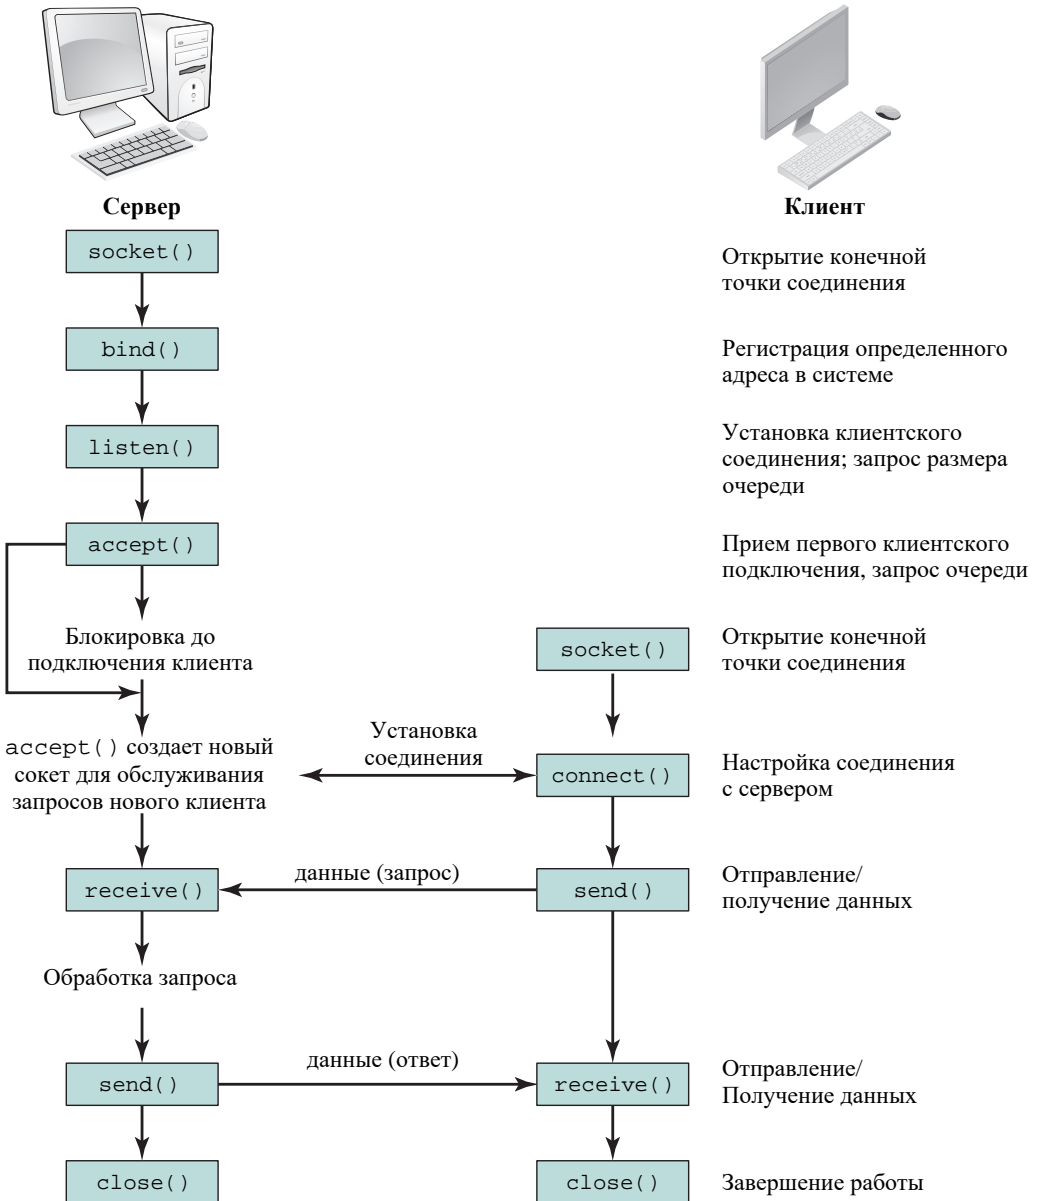 Сервер
Клиент
socket()
Открытие конечной
точки соединения
bind()
Регистрация определенного
адреса в системе
listen()
Установка клиентского
соединения; запрос размера
очереди
accept()
Прием первого клиентского
подключения, запрос очереди
Блокировка до
подключения клиента
socket()
Открытие конечной
точки соединения
accept() создает новый
сокет для обслуживания
запросов нового клиента
Установка
соединения
connect()
Настройка соединения
с сервером
receive()
данные (запрос)
send()
Отправление/
получение данных
Обработка запроса
send()
данные (ответ)
receive()
Отправление/
Получение данных
close()
close()
Завершение работы